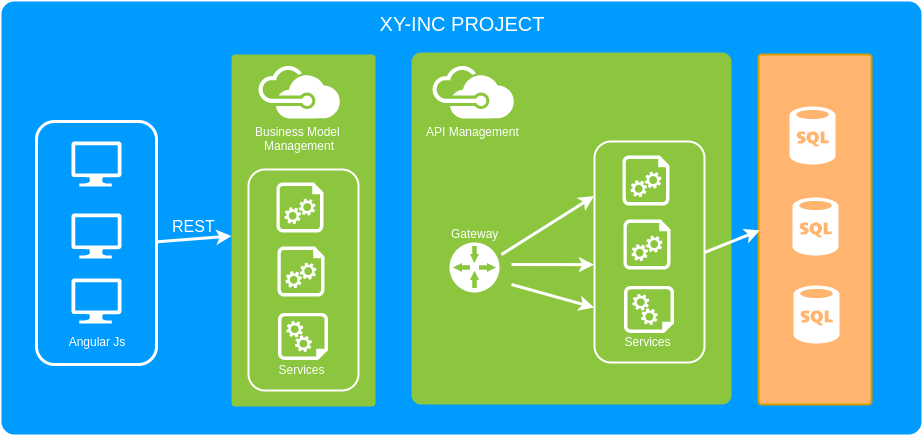 XY-INC PROJECT
Angular Js
REST
Business Model
Management
Services
API Management
Gateway
Services
SQL
SQL
SQL